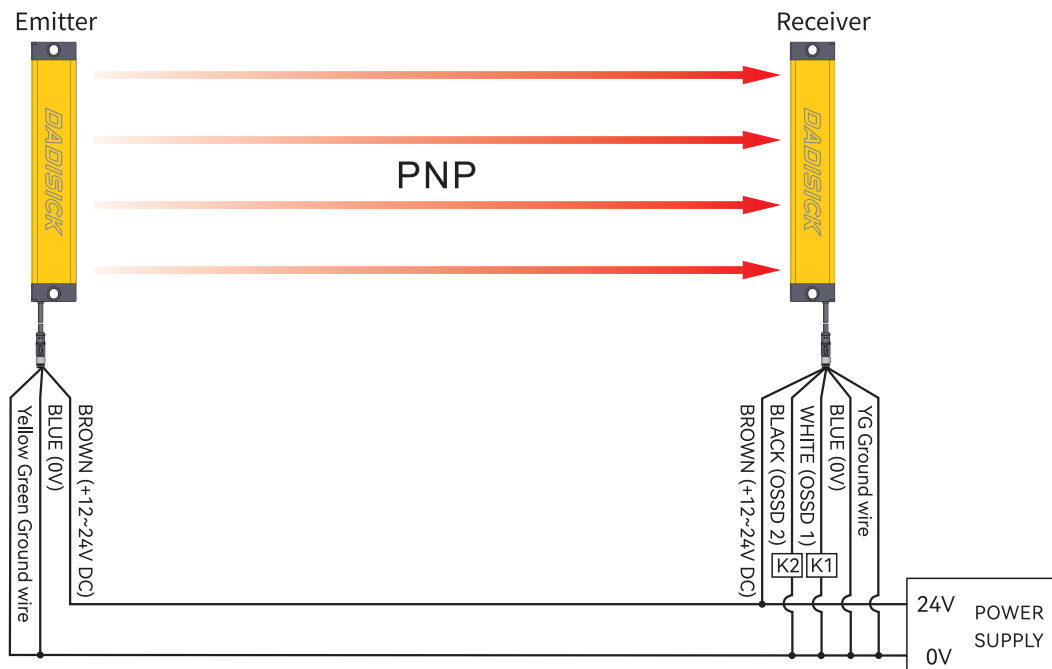 Emitter
Receiver
DADISICK
DADISICK
PNP
Yellow Green Ground wire
BLUE (0V)
BROWN (+12~24V DC)
BROWN (+12~24V DC)
BLACK (OSSD 2)
WHITE (OSSD 1)
BLUE (0V)
YG Ground wire
K2
K1
24V
0V
POWER
SUPPLY